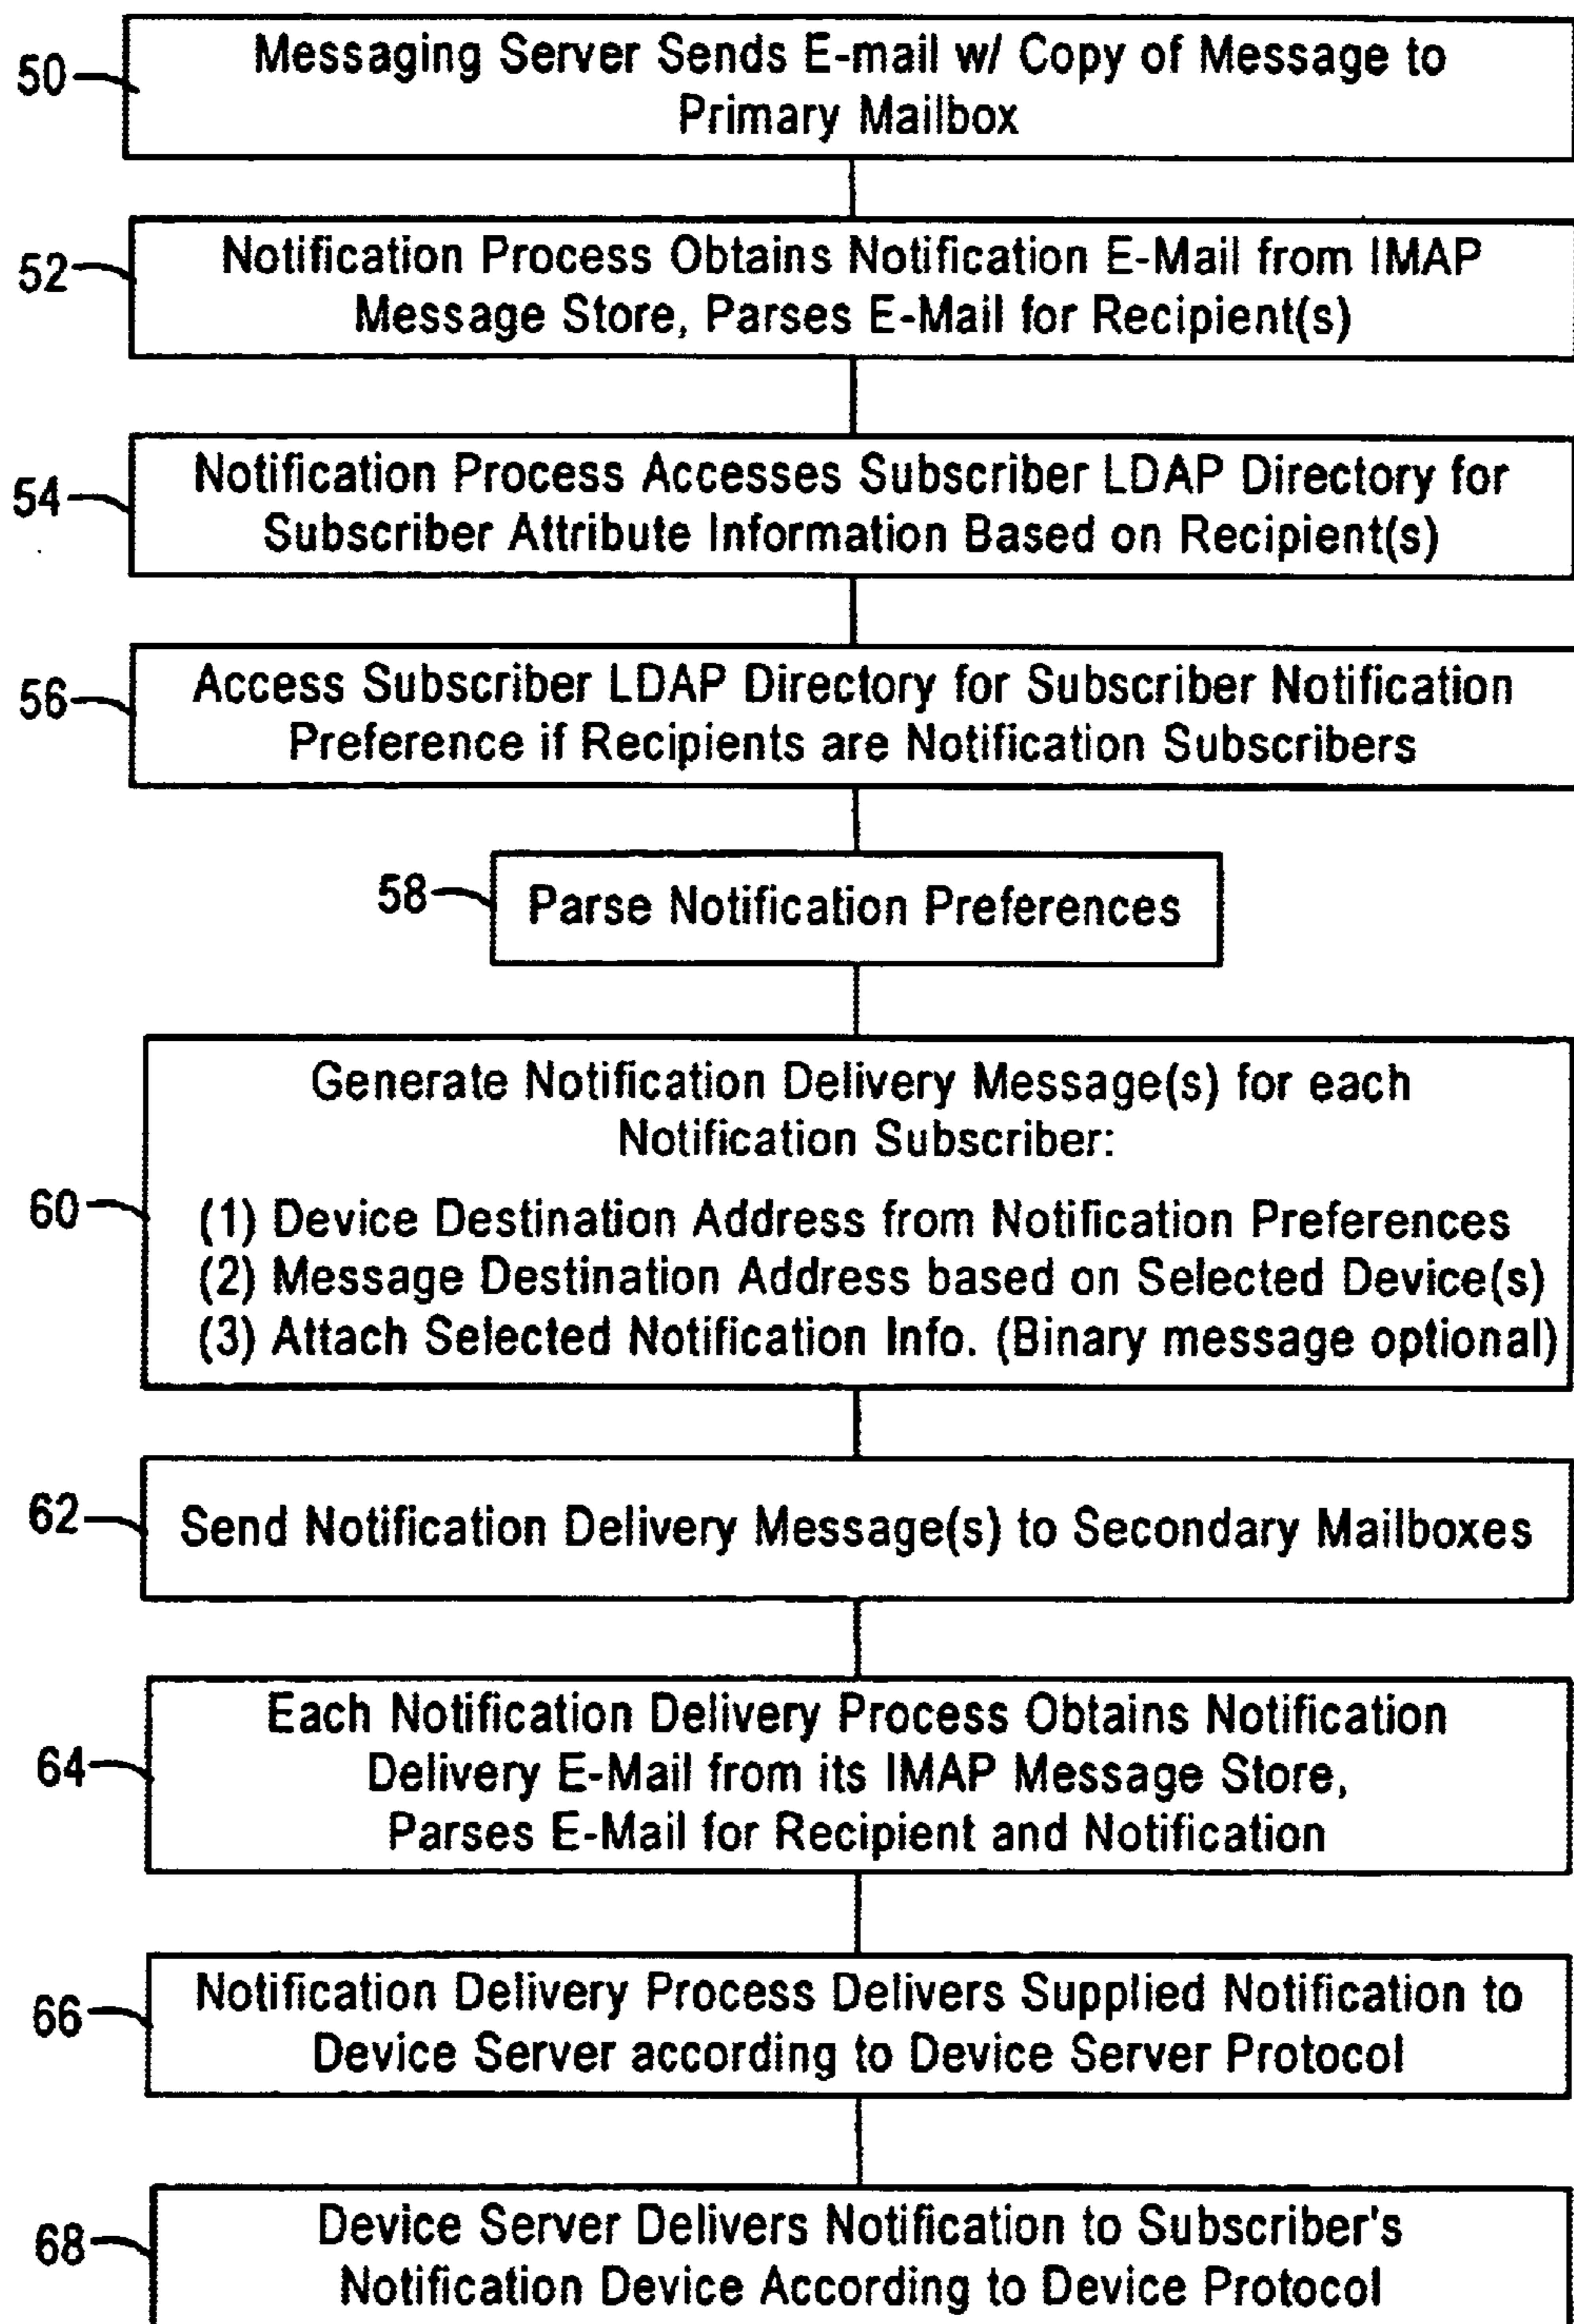 50
Messaging Server Sends E-mail w/ Copy of Message to
Primary Mailbox
52
Notification Process Obtains Notification E-Mail from IMAP
Message Store, Parses E-Mail for Recipient(s)
54
Notification Process Accesses Subscriber LDAP Directory for
Subscriber Attribute Information Based on Recipient(s)
56
Access Subscriber LDAP Directory for Subscriber Notification
Preference if Recipients are Notification Subscribers
58
Parse Notification Preferences
60
Generate Notification Delivery Message(s) for each
Notification Subscriber:
(1) Device Destination Address from Notification Preferences
(2) Message Destination Address based on Selected Device(s)
(3) Attach Selected Notification Info. (Binary message optional)
62
Send Notification Delivery Message(s) to Secondary Mailboxes
64
Each Notification Delivery Process Obtains Notification
Delivery E-Mail from its IMAP Message Store,
Parses E-Mail for Recipient and Notification
66
Notification Delivery Process Delivers Supplied Notification to
Device Server according to Device Server Protocol
68
Device Server Delivers Notification to Subscriber's
Notification Device According to Device Protocol